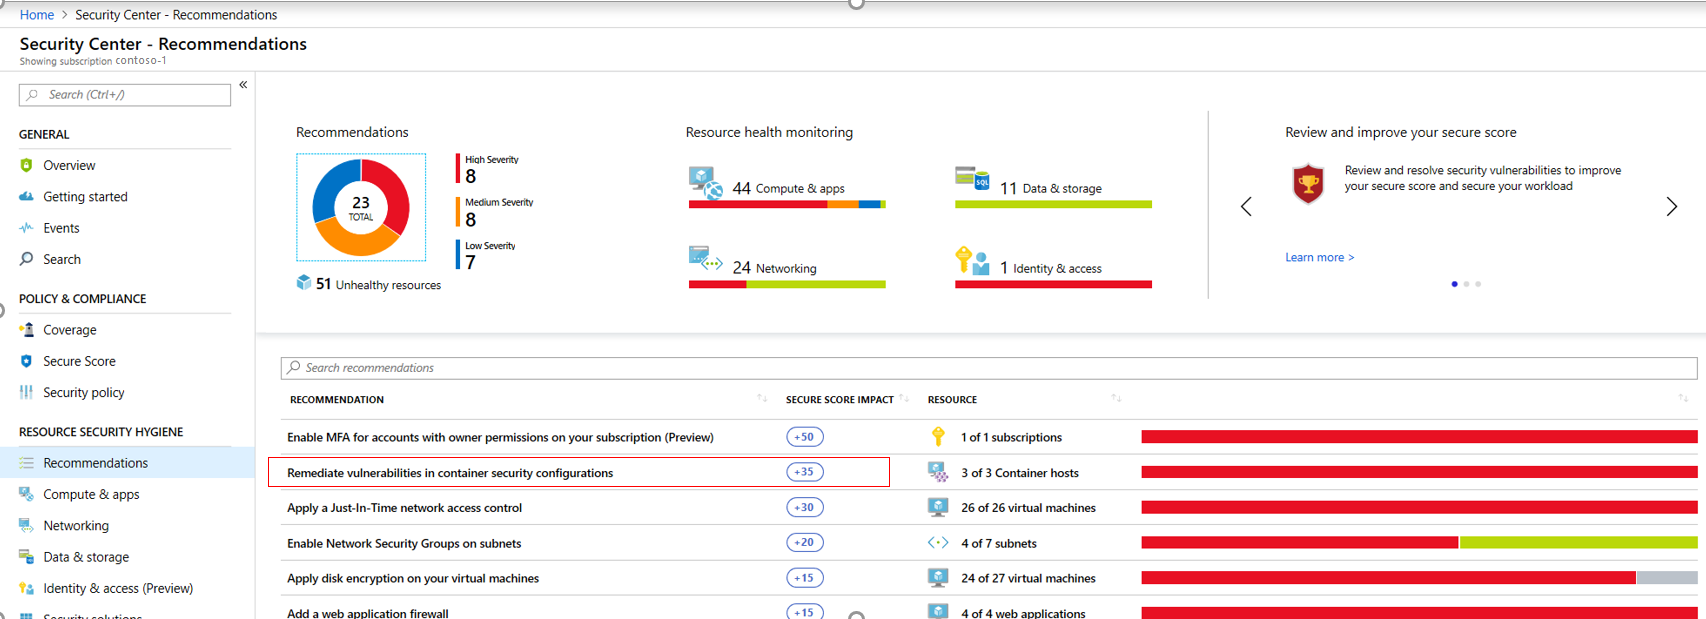 Home > Security Center - Recommendations
Security Center - Recommendations
Showing subscription contoso-1
Search (Ctrl+/)
«
GENERAL
Overview
Getting started
Events
Search
POLICY & COMPLIANCE
Coverage
Secure Score
Security policy
RESOURCE SECURITY HYGIENE
Recommendations
Compute & apps
Networking
Data & storage
Identity & access (Preview)
Security solutions
Recommendations
23
TOTAL
High Severity
8
Medium Severity
8
Low Severity
7
51 Unhealthy resources
Resource health monitoring
44 Compute & apps
SQL
11 Data & storage
24 Networking
1 Identity & access
Review and improve your secure score
Review and resolve security vulnerabilities to improve
your secure score and secure your workload
Learn more >
Search recommendations
RECOMMENDATION SECURE SCORE IMPACT RESOURCE
Enable MFA for accounts with owner permissions on your subscription (Preview) +50 1 of 1 subscriptions
Remediate vulnerabilities in container security configurations +35 3 of 3 Container hosts
Apply a Just-In-Time network access control +30 26 of 26 virtual machines
Enable Network Security Groups on subnets +20 4 of 7 subnets
Apply disk encryption on your virtual machines +15 24 of 27 virtual machines
Add a web application firewall +15 4 of 4 web applications